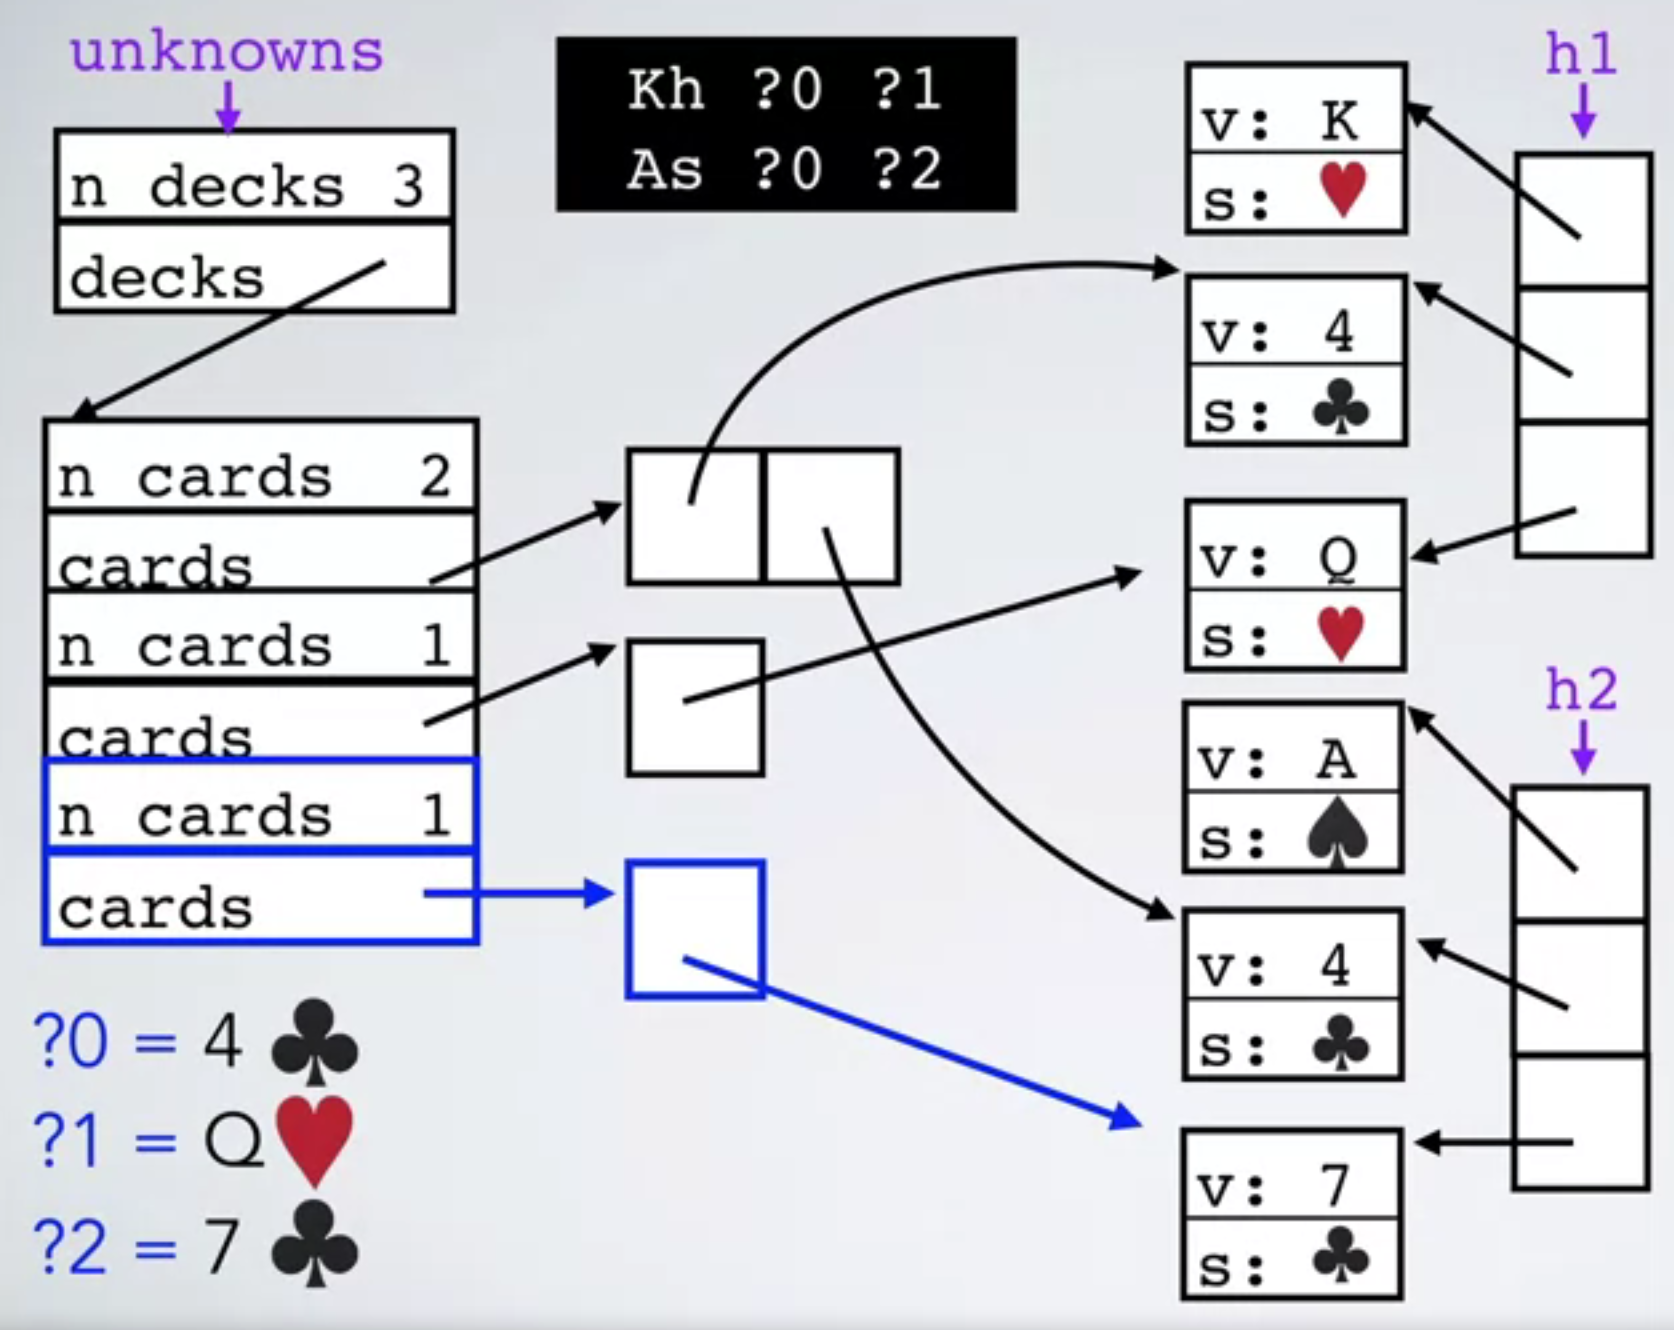 unknowns
n decks 3
decks
n cards 2
cards
n cards 1
cards
n cards 1
cards
?0 = 4 ♣
?1 = Q ♥
?2 = 7 ♣
Kh ?0 ?1
As ?0 ?2
h1
v: K
s: ♥
v: 4
s: ♣
v: Q
s: ♥
h2
v: A
s: ♠
v: 4
s: ♣
v: 7
s: ♣